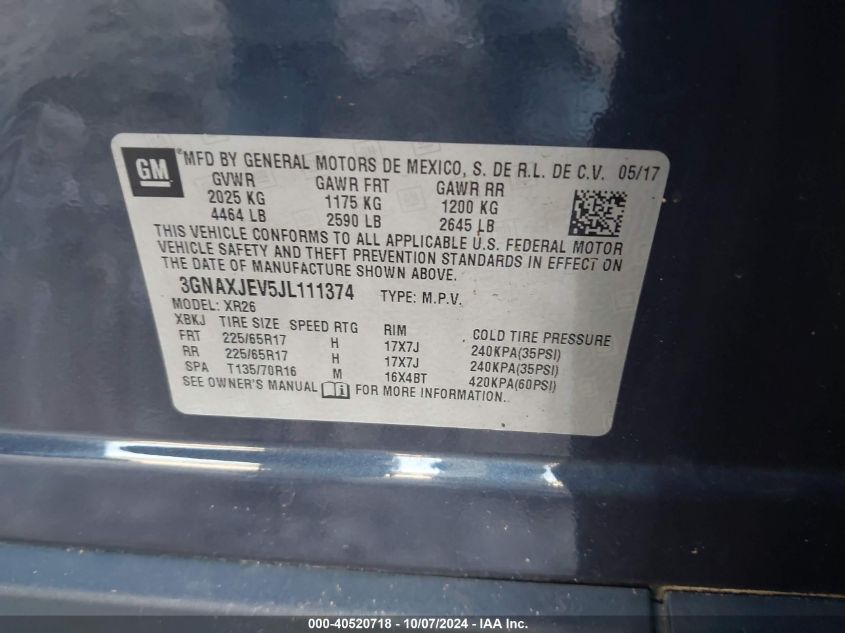 GM
® MFD BY GENERAL MOTORS DE MEXICO, S. DE R.L. DE C.V. 05/17
GVWR GAWR FRT GAWR RR
2025 KG 1175 KG 1200 KG
4464 LB 2590 LB 2645 LB
THIS VEHICLE CONFORMS TO ALL APPLICABLE U.S. FEDERAL MOTOR
VEHICLE SAFETY AND THEFT PREVENTION STANDARDS IN EFFECT ON
THE DATE OF MANUFACTURE SHOWN ABOVE.
3GNAXJEV5JL111374 TYPE: M.P.V.
MODEL: XR26
XBKJ TIRE SIZE SPEED RTG RIM COLD TIRE PRESSURE
FRT 225/65R17 H 17X7J 240KPA(35PSI)
RR 225/65R17 H 17X7J 240KPA(35PSI)
SPA T135/70R16 M 16X4BT 420KPA(60PSI)
SEE OWNER'S MANUAL FOR MORE INFORMATION.
000-40520718 - 10/07/2024 - IAA Inc.